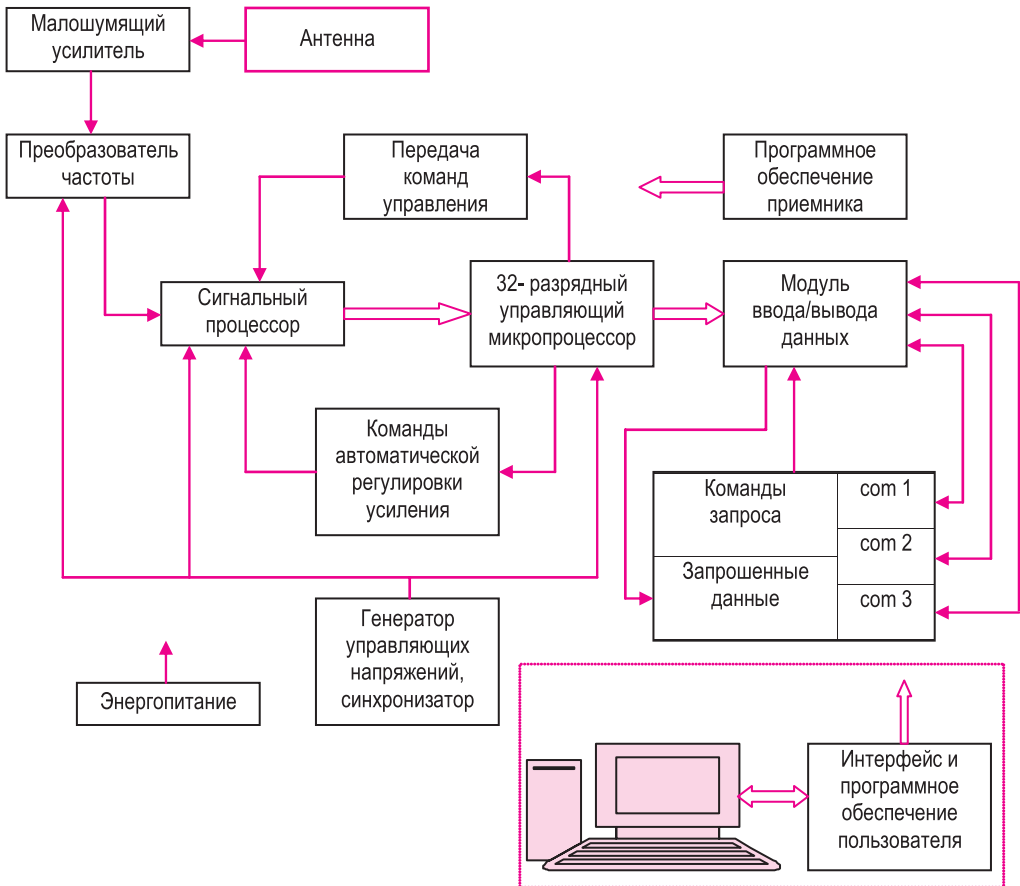 Малошумящий
усилитель
Антенна
Преобразователь
частоты
Передача
команд
управления
Программное
обеспечение
приемника
Сигнальный
процессор
32- разрядный
управляющий
микропроцессор
Модуль
ввода/вывода
данных
Команды
автоматической
регулировки
усиления
Команды
запроса
com 1
com 2
Запрошенные
данные
com 3
Генератор
управляющих
напряжений,
синхронизатор
Энергопитание
Интерфейс и
программное
обеспечение
пользователя